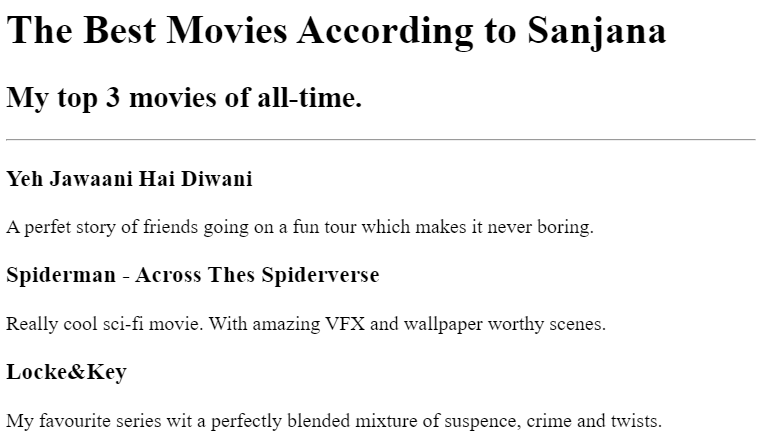 The Best Movies According to Sanjana
My top 3 movies of all-time.
Yeh Jawaani Hai Diwani
A perfet story of friends going on a fun tour which makes it never boring.
Spiderman - Across Thes Spiderverse
Really cool sci-fi movie. With amazing VFX and wallpaper worthy scenes.
Locke&Key
My favourite series wit a perfectly blended mixture of suspence, crime and twists.